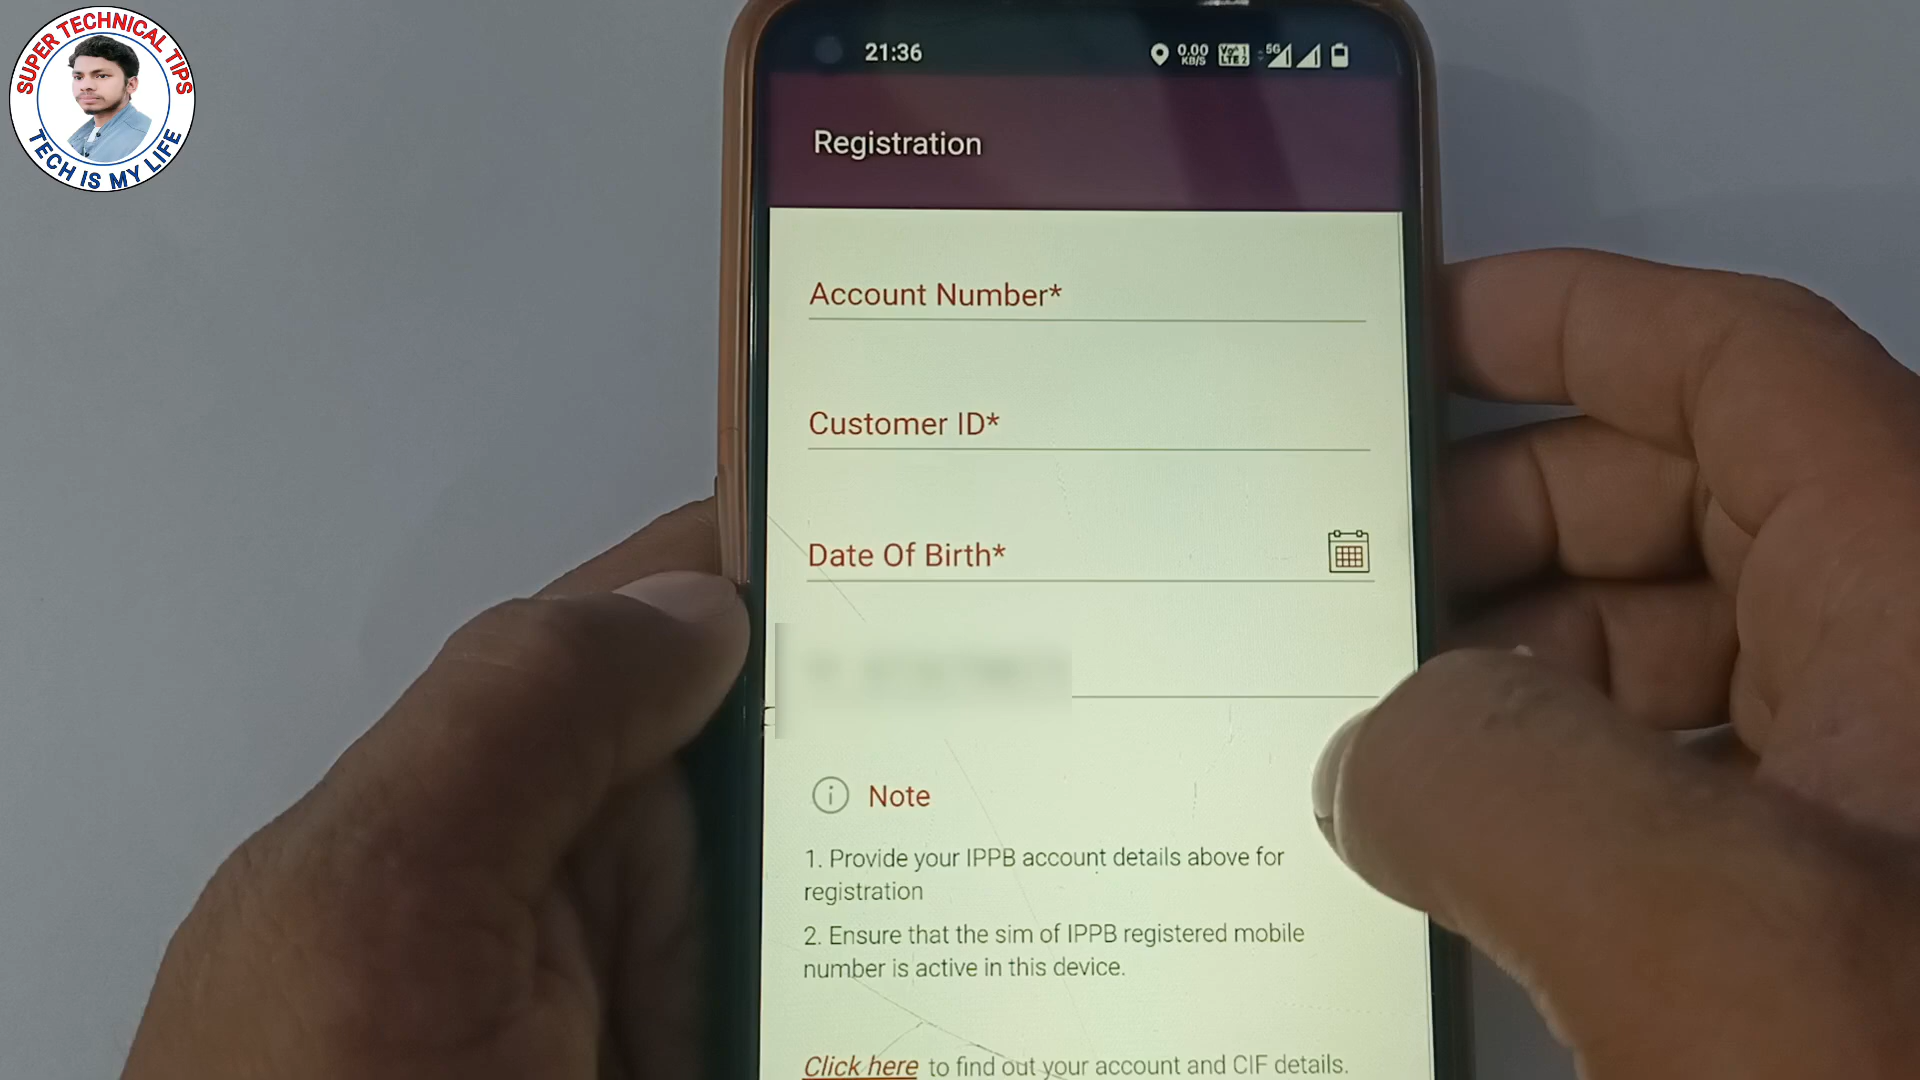 SUPER TECHNICAL TIPS
TECH IS MY LIFE
21:36
0.00
KB/S
5G
Registration
Account Number*
Customer ID*
Date Of Birth*
Note
1. Provide your IPPB account details above for
registration
2. Ensure that the sim of IPPB registered mobile
number is active in this device.
Click here to find out your account and CIF details.